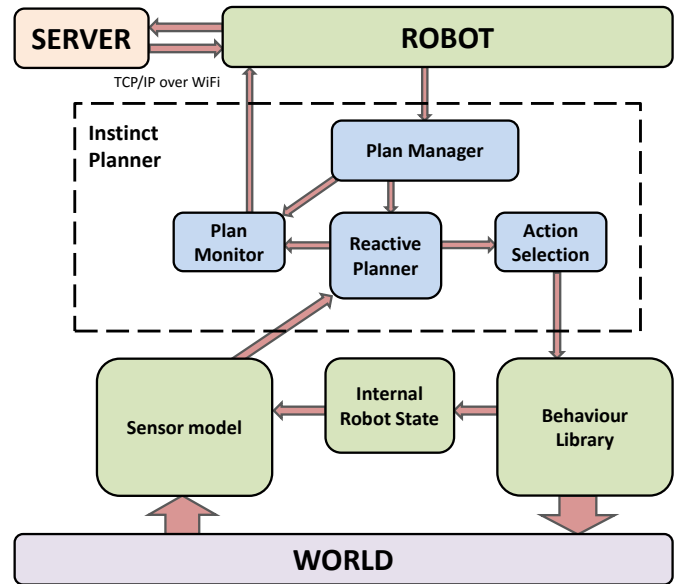 SERVER
ROBOT
TCP/IP over WiFi
Instinct
Planner
Plan Manager
Plan
Monitor
Reactive
Planner
Action
Selection
Sensor model
Internal
Robot State
Behaviour
Library
WORLD